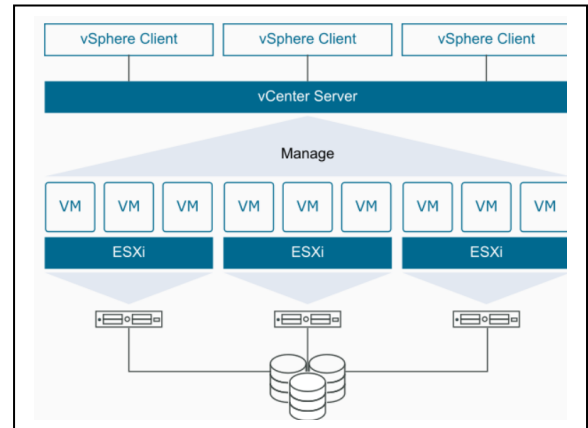 vSphere Client vSphere Client vSphere Client
vCenter Server
Manage
VM VM VM VM VM VM VM VM VM
ESXi ESXi ESXi